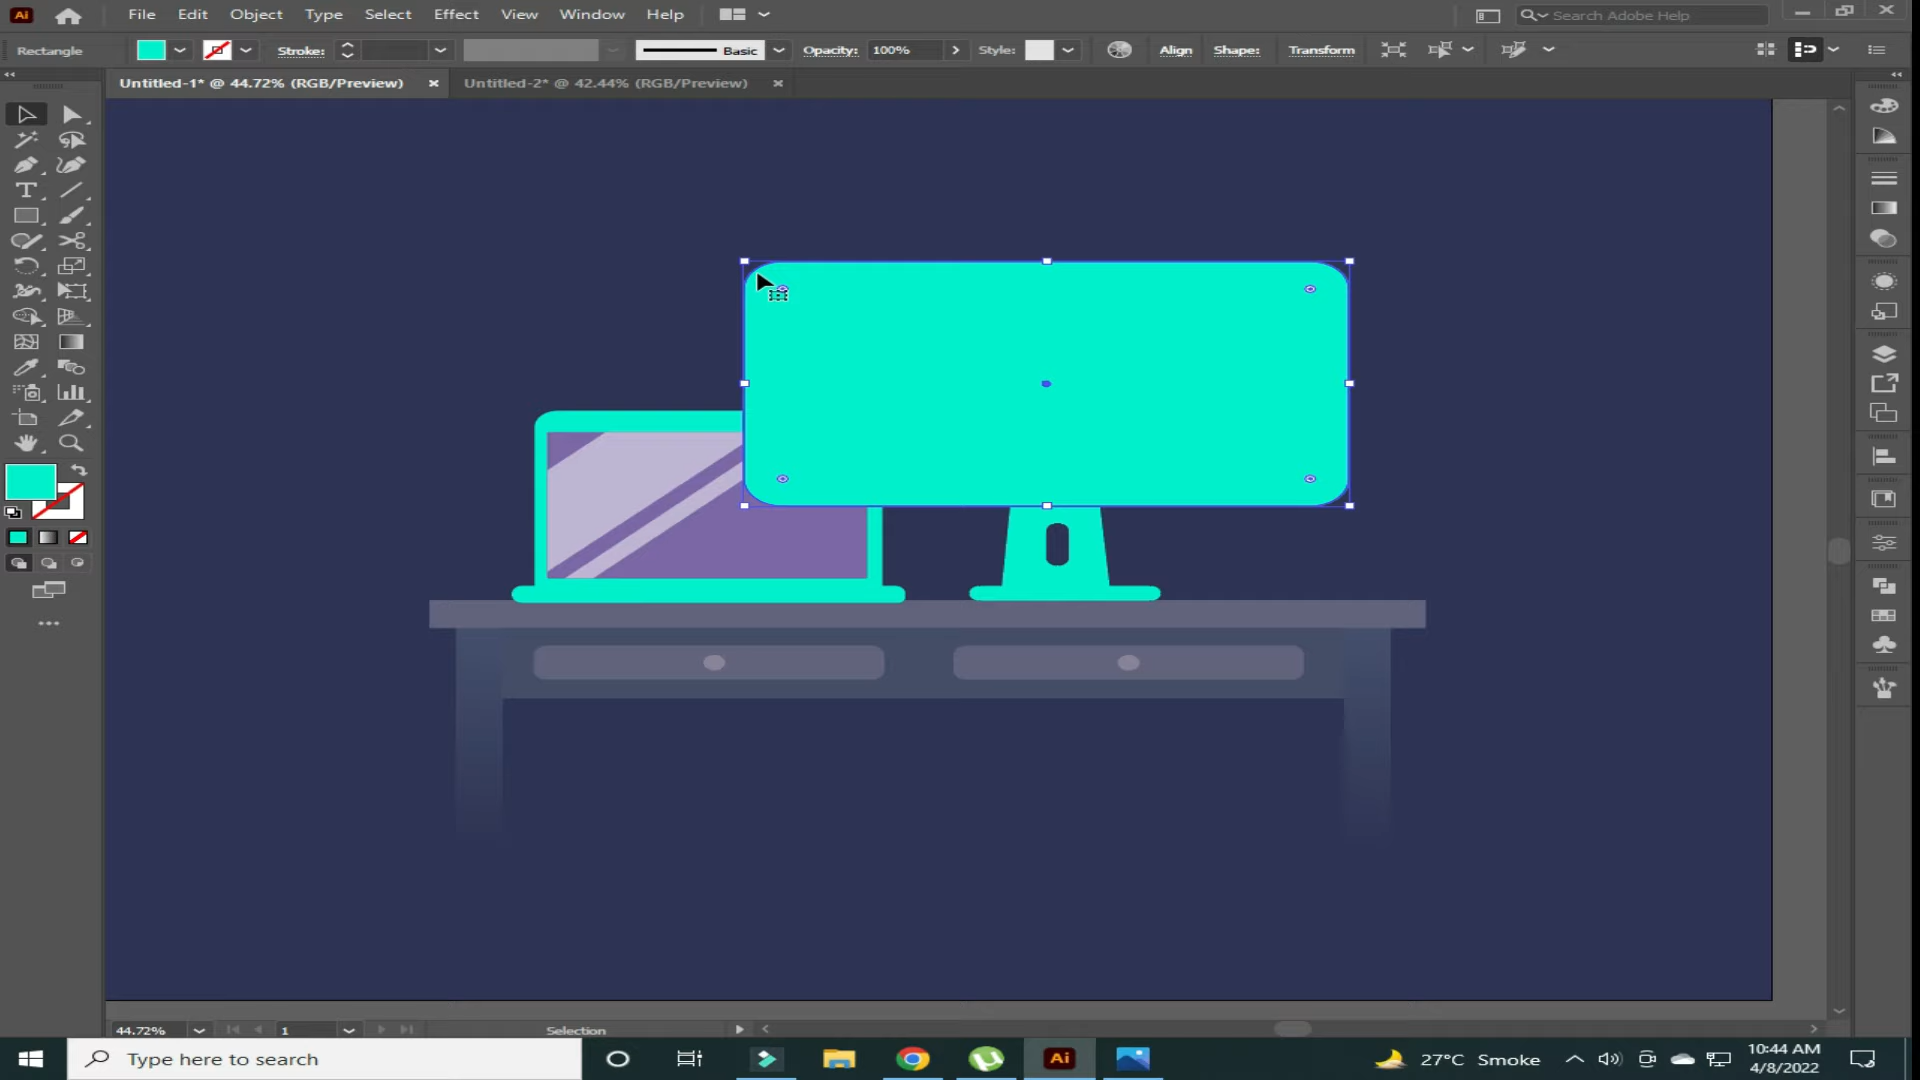 Ai File Edit Object Type Select Effect View Window Help Search Adobe Help
Rectangle Stroke: Basic Opacity: 100% Style: Align Shape: Transform
Untitled-1* @ 44.72% (RGB/Preview) × Untitled-2* @ 42.44% (RGB/Preview) ×
44.72% 1 Selection
Type here to search Ai 27°C Smoke 10:44 AM
4/8/2022